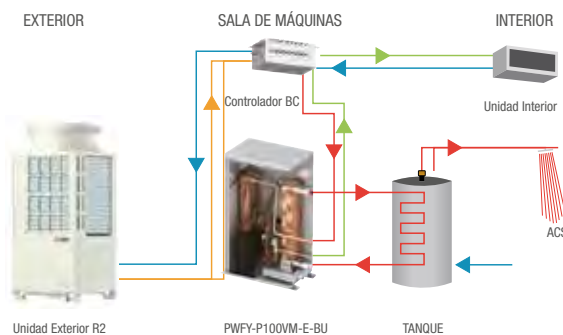 EXTERIOR
SALA DE MÁQUINAS
INTERIOR
Controlador BC
Unidad Interior
ACS
Unidad Exterior R2
PWFY-P100VM-E-BU
TANQUE